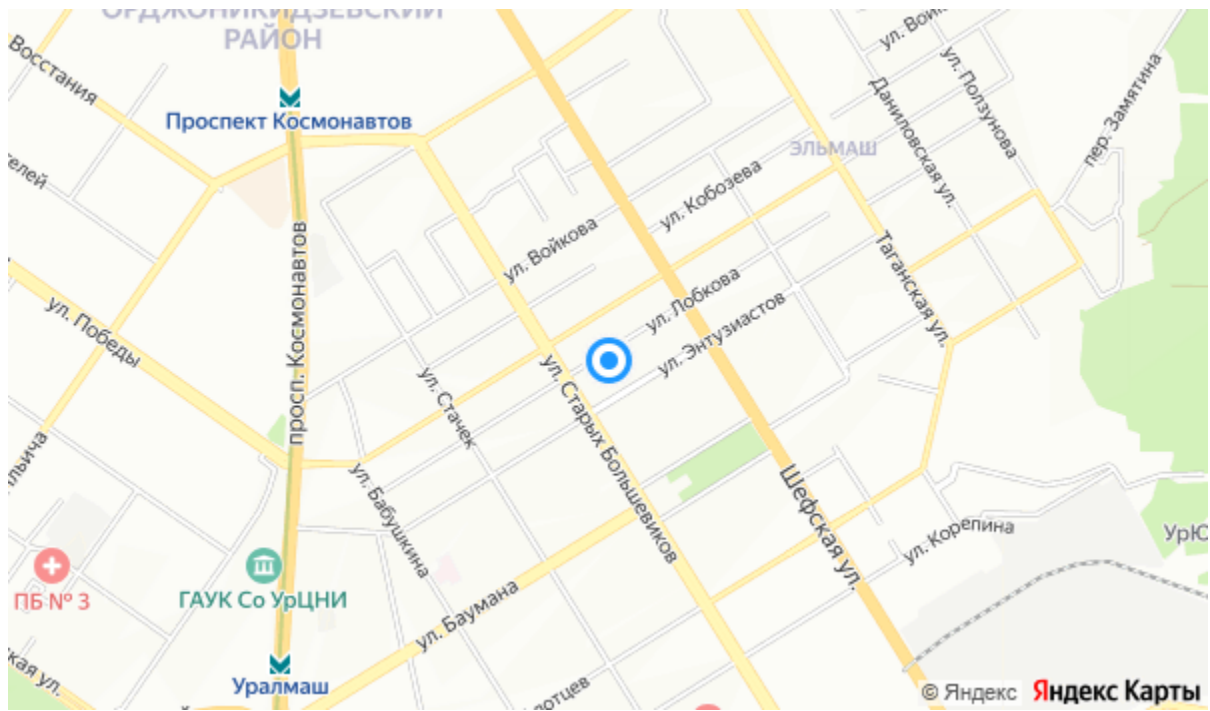 ОРДЖОНИКИДЗЕВСКИЙ
РАЙОН
ул. Войкова
Восстания
ул. Ползунова
пер. Замятина
Проспект Космонавтов
Даниловская ул.
ЭЛЬМАШ
ул. Кобозева
ул. Войкова
просп. Космонавтов
Таганская ул.
ул. Победы
ул. Лобкова
ул. Энтузиастов
ул. Стачек
ул. Старых Большевиков
ул. Бабушкина
Шефская ул.
ул. Корепина
ПБ № 3
ГАУК Со УрЦНИ
ул. Баумана
Уралмаш
© Яндекс Яндекс Карты